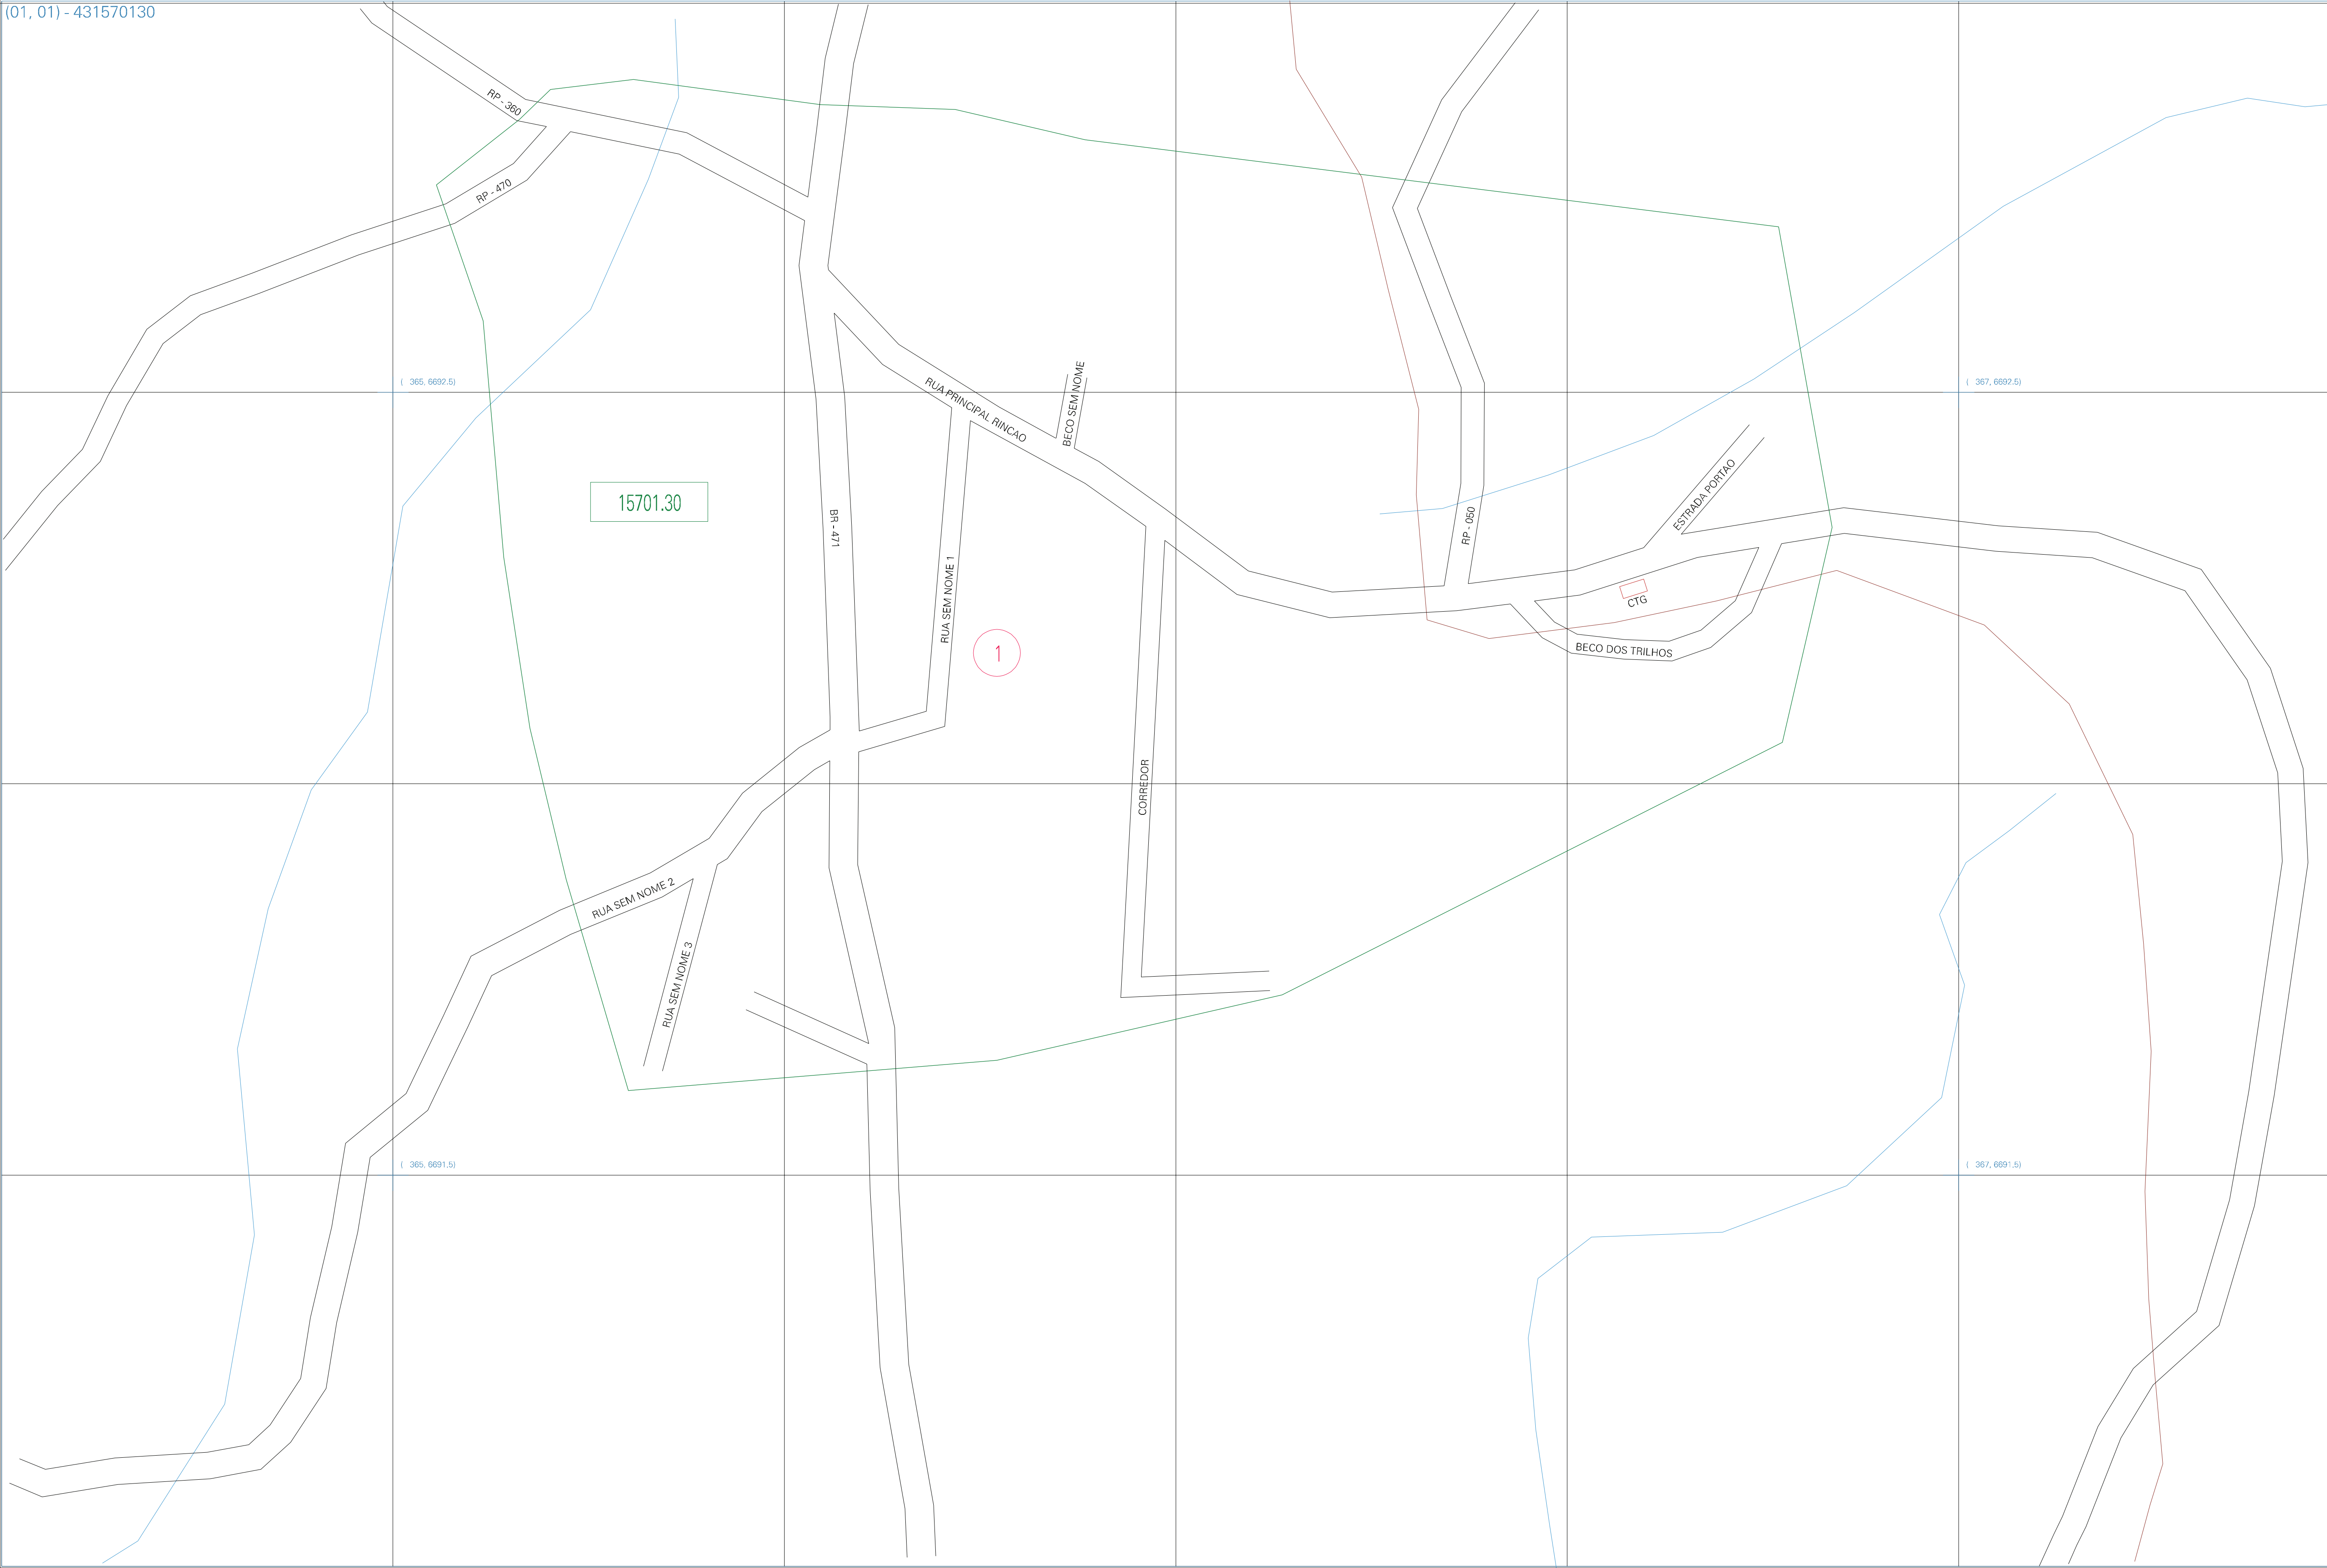 (01, 01) - 431570130
RP - 360
RP - 470
( 365, 6692.5)
( 367, 6692.5)
RUA PRINCIPAL RINCAO
BECO SEM NOME
15701.30
BR - 471
ESTRADA PORTAO
RP - 050
RUA SEM NOME 1
CTG
1
BECO DOS TRILHOS
CORREDOR
RUA SEM NOME 2
RUA SEM NOME 3
( 365, 6691.5)
( 367, 6691.5)